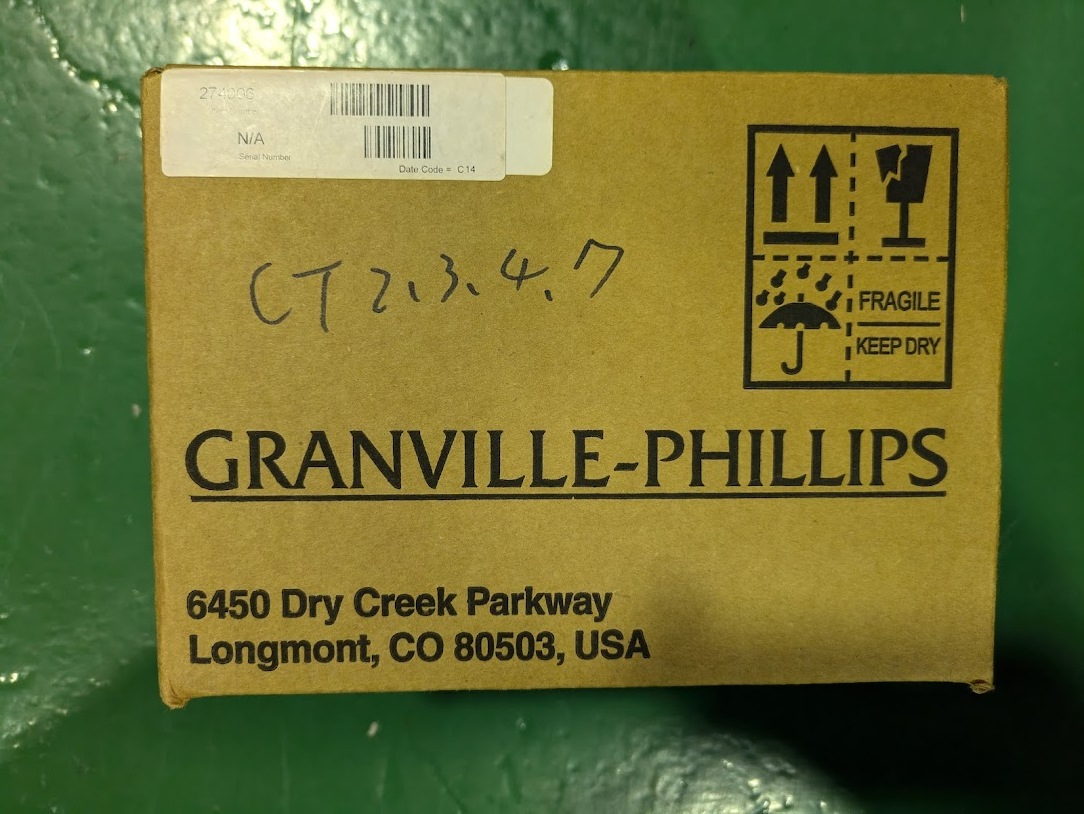 274006
N/A
Serial Number
Date Code = C14
CT 2、3、4、7
FRAGILE
KEEP DRY
GRANVILLE-PHILLIPS
6450 Dry Creek Parkway
Longmont, CO 80503, USA